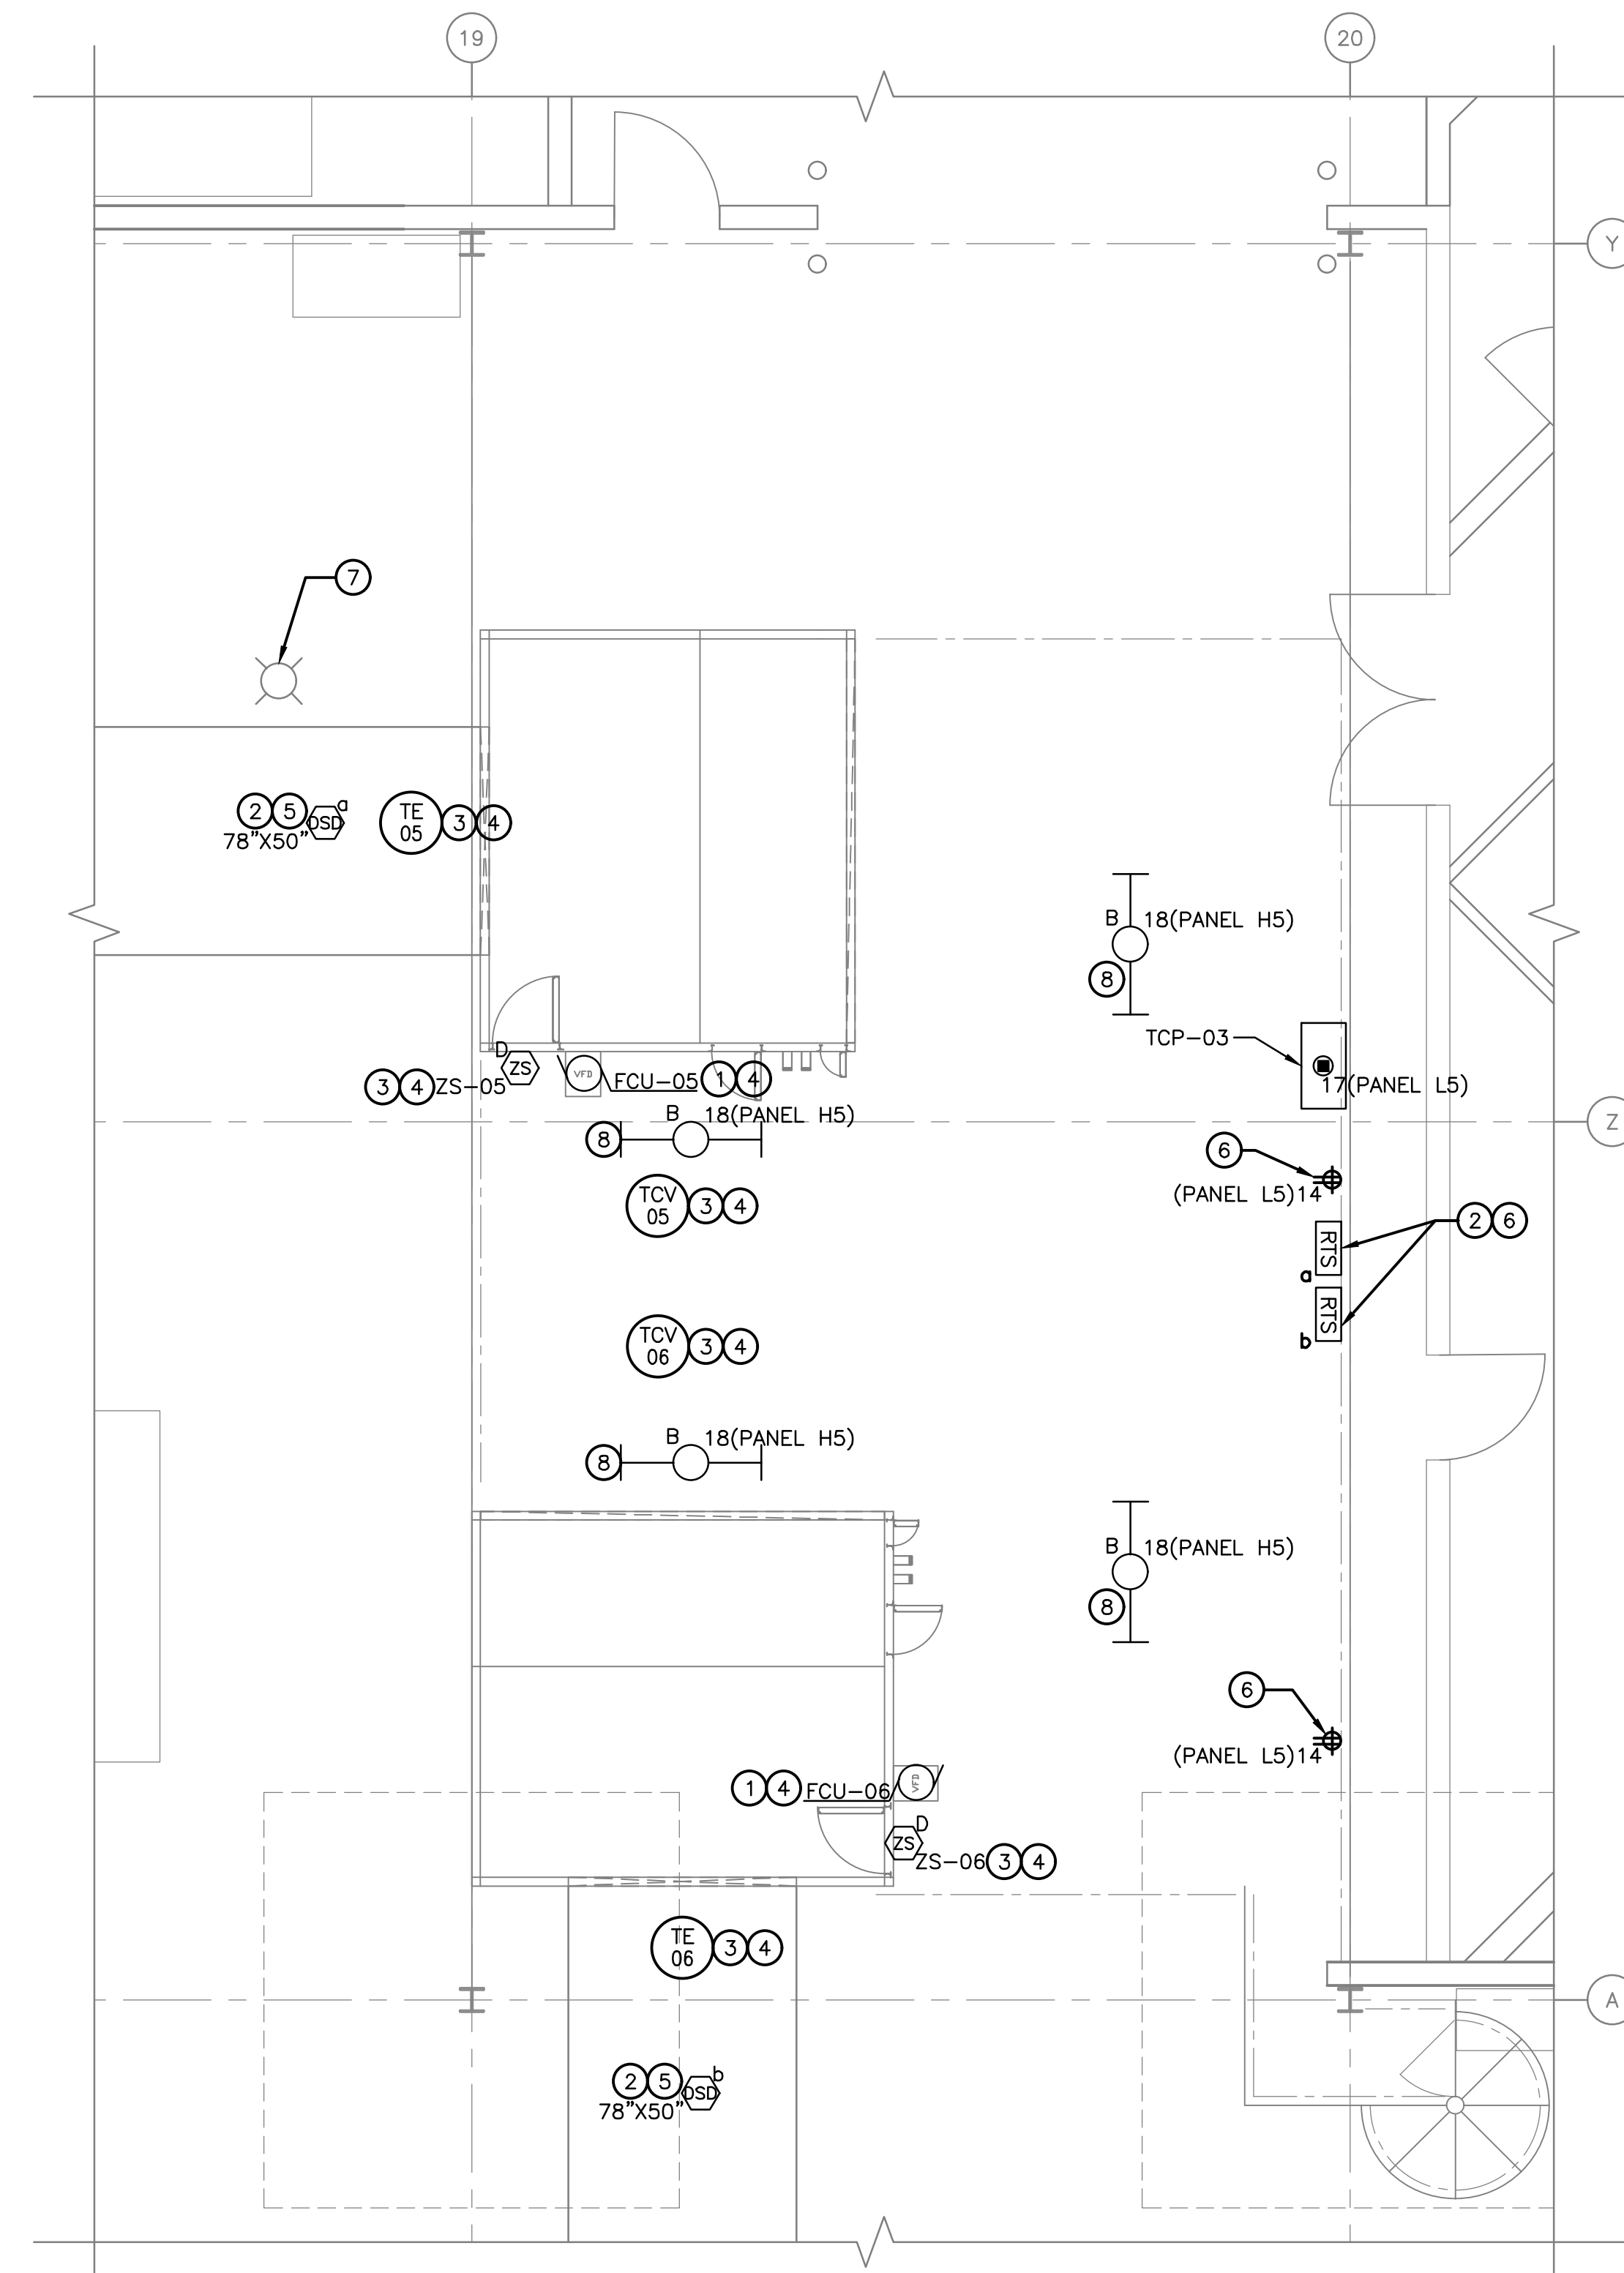 19
20
Y
7
2 5 DSD a
78"X50"
TE
05
3 4
B 18(PANEL H5)
8
TCP-03
17(PANEL L5)
D
ZS
3 4 ZS-05
VFD
FCU-05 1 4
B 18(PANEL H5)
8
Z
6
(PANEL L5)14
TCV
05
3 4
2 6
RTS
a
RTS
b
TCV
06
3 4
B 18(PANEL H5)
8
B 18(PANEL H5)
8
6
(PANEL L5)14
1 4 FCU-06
VFD
D
ZS
ZS-06 3 4
TE
06
3 4
A
2 5 DSD b
78"X50"